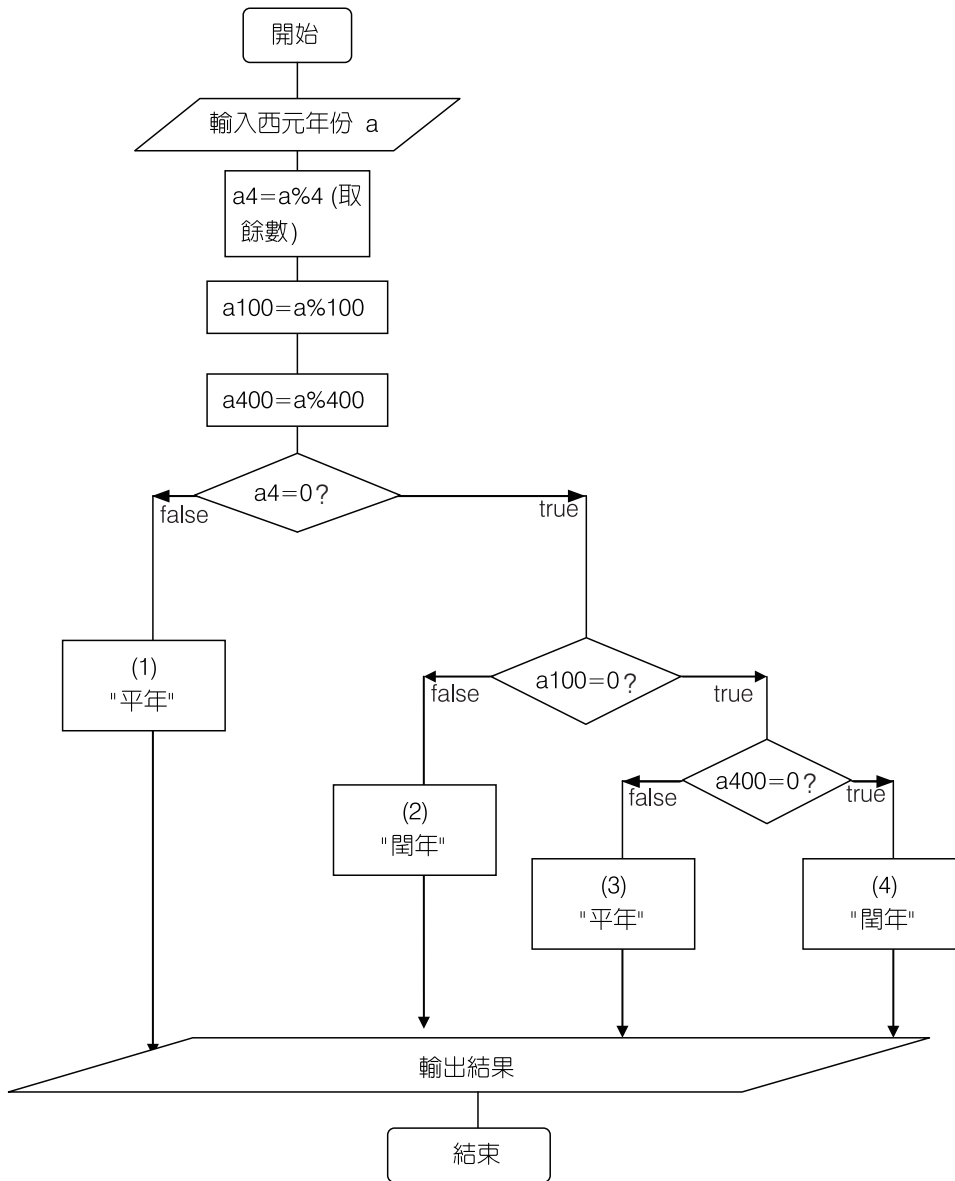 開始
輸入西元年份 a
a4=a%4 (取
餘數)
a100=a%100
a400=a%400
a4=0?
false
true
(1)
"平年"
a100=0?
false
true
a400=0?
false
true
(2)
"閏年"
(3)
"平年"
(4)
"閏年"
輸出結果
結束